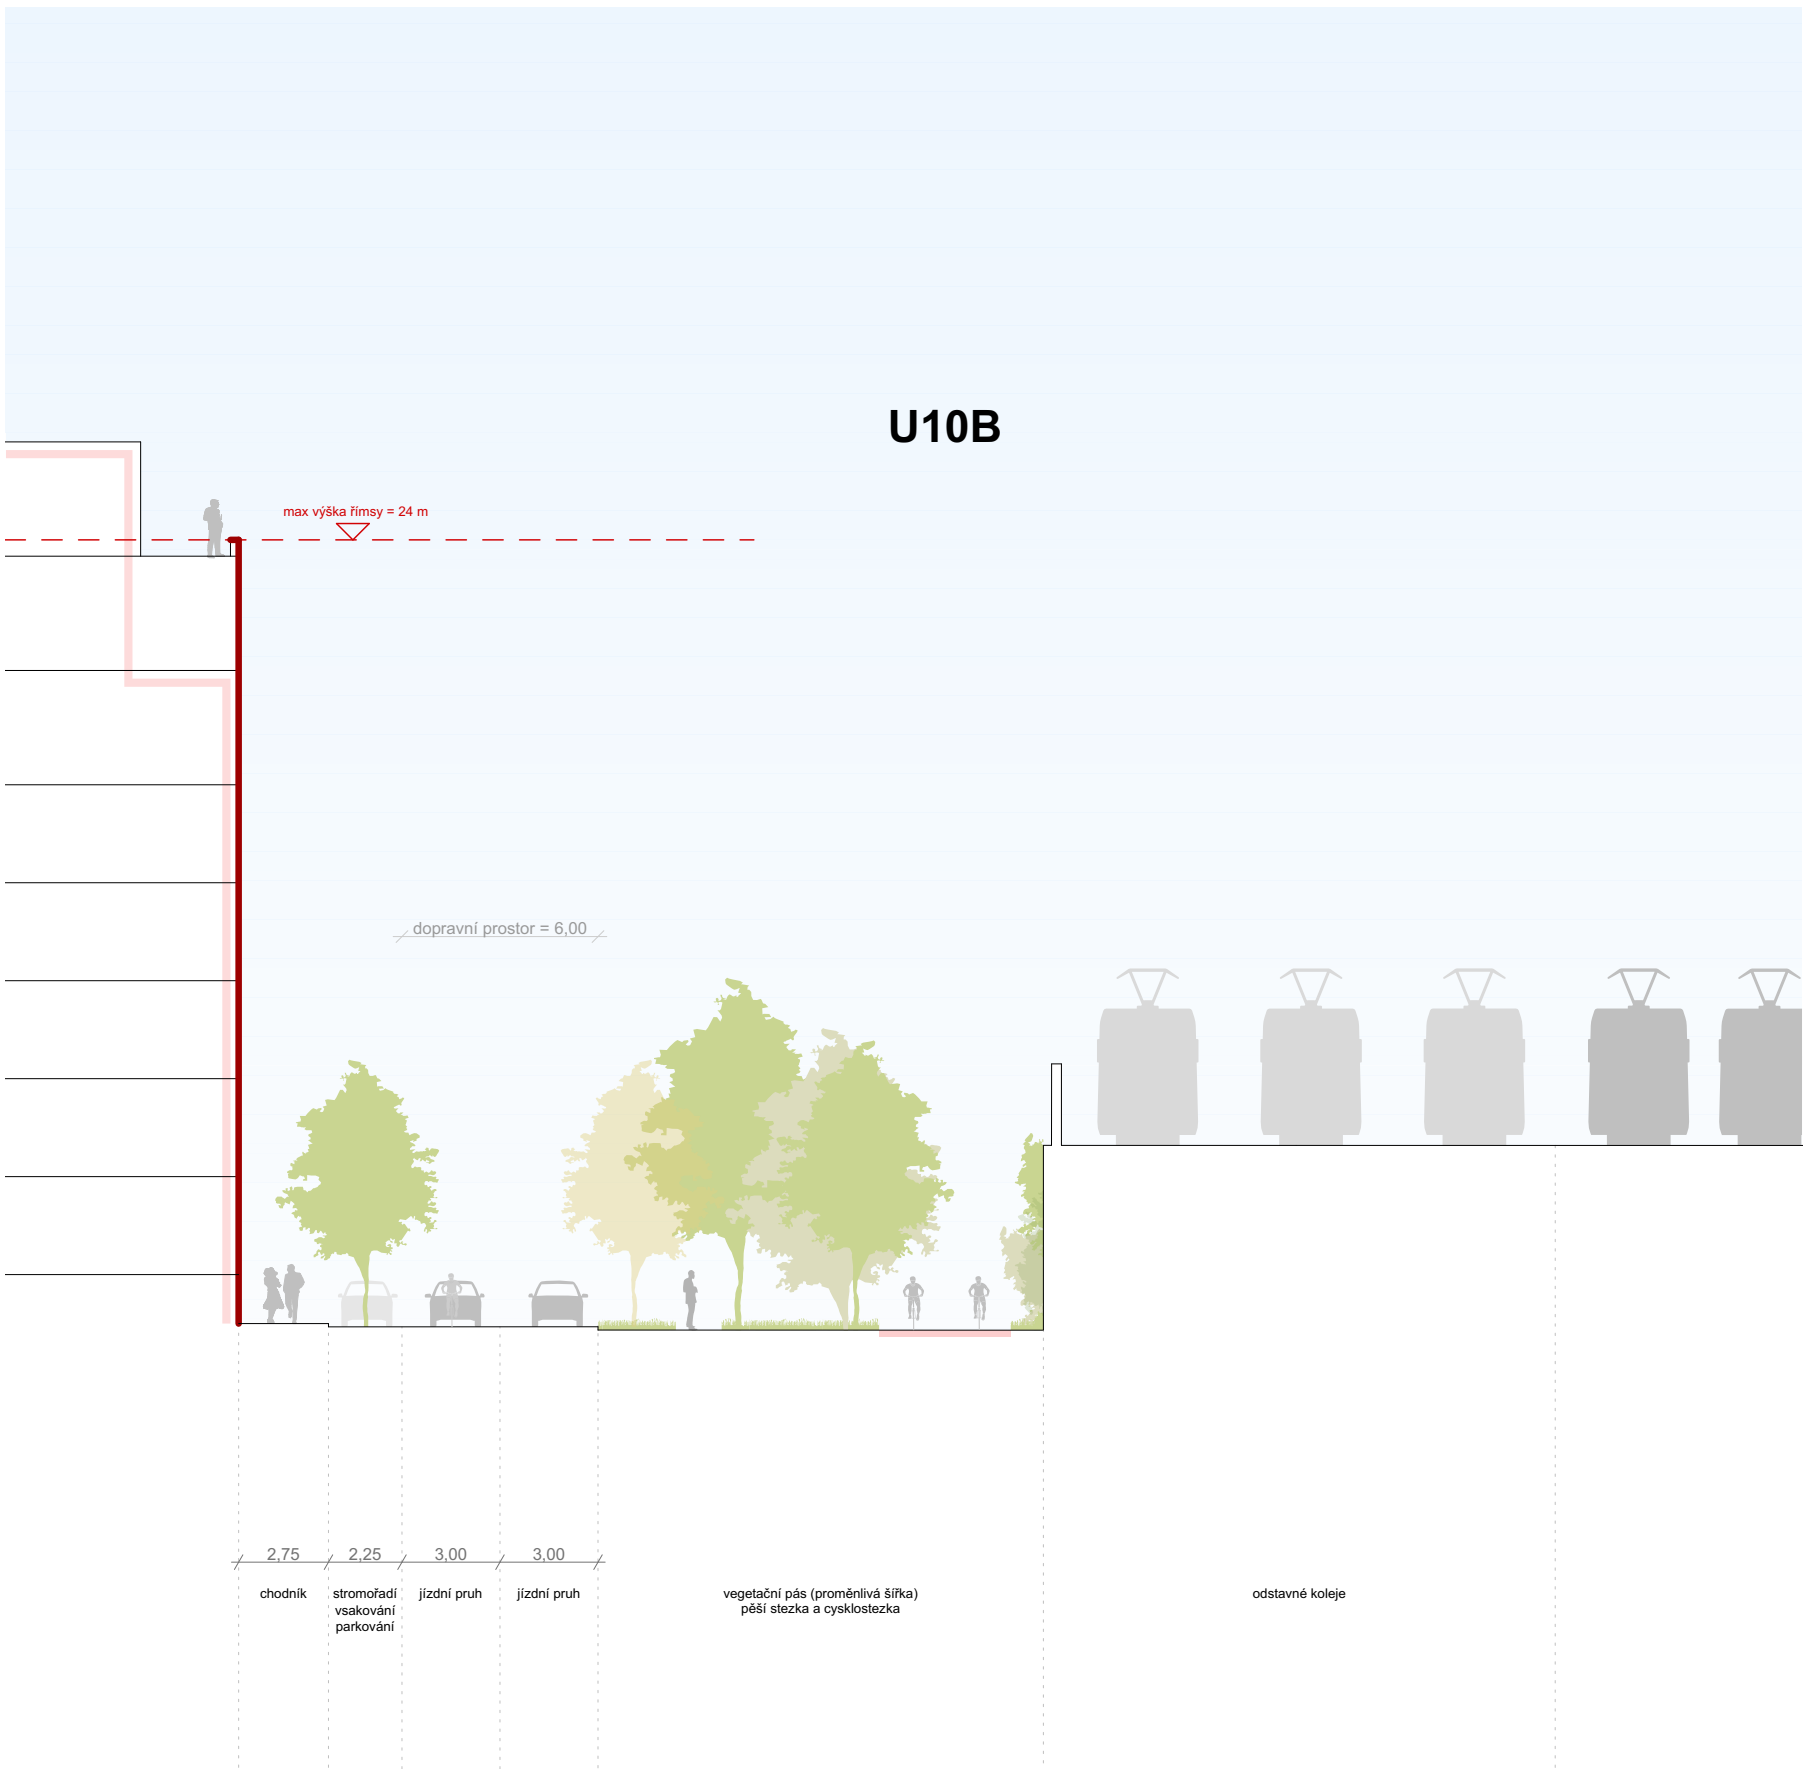 U10B
max výška římsy = 24 m
dopravní prostor = 6,00
2,75
2,25
3,00
3,00
chodník
stromořadí
vsakování
parkování
jízdní pruh
jízdní pruh
vegetační pás (proměnlivá šířka)
pěší stezka a cysklostezka
odstavné koleje